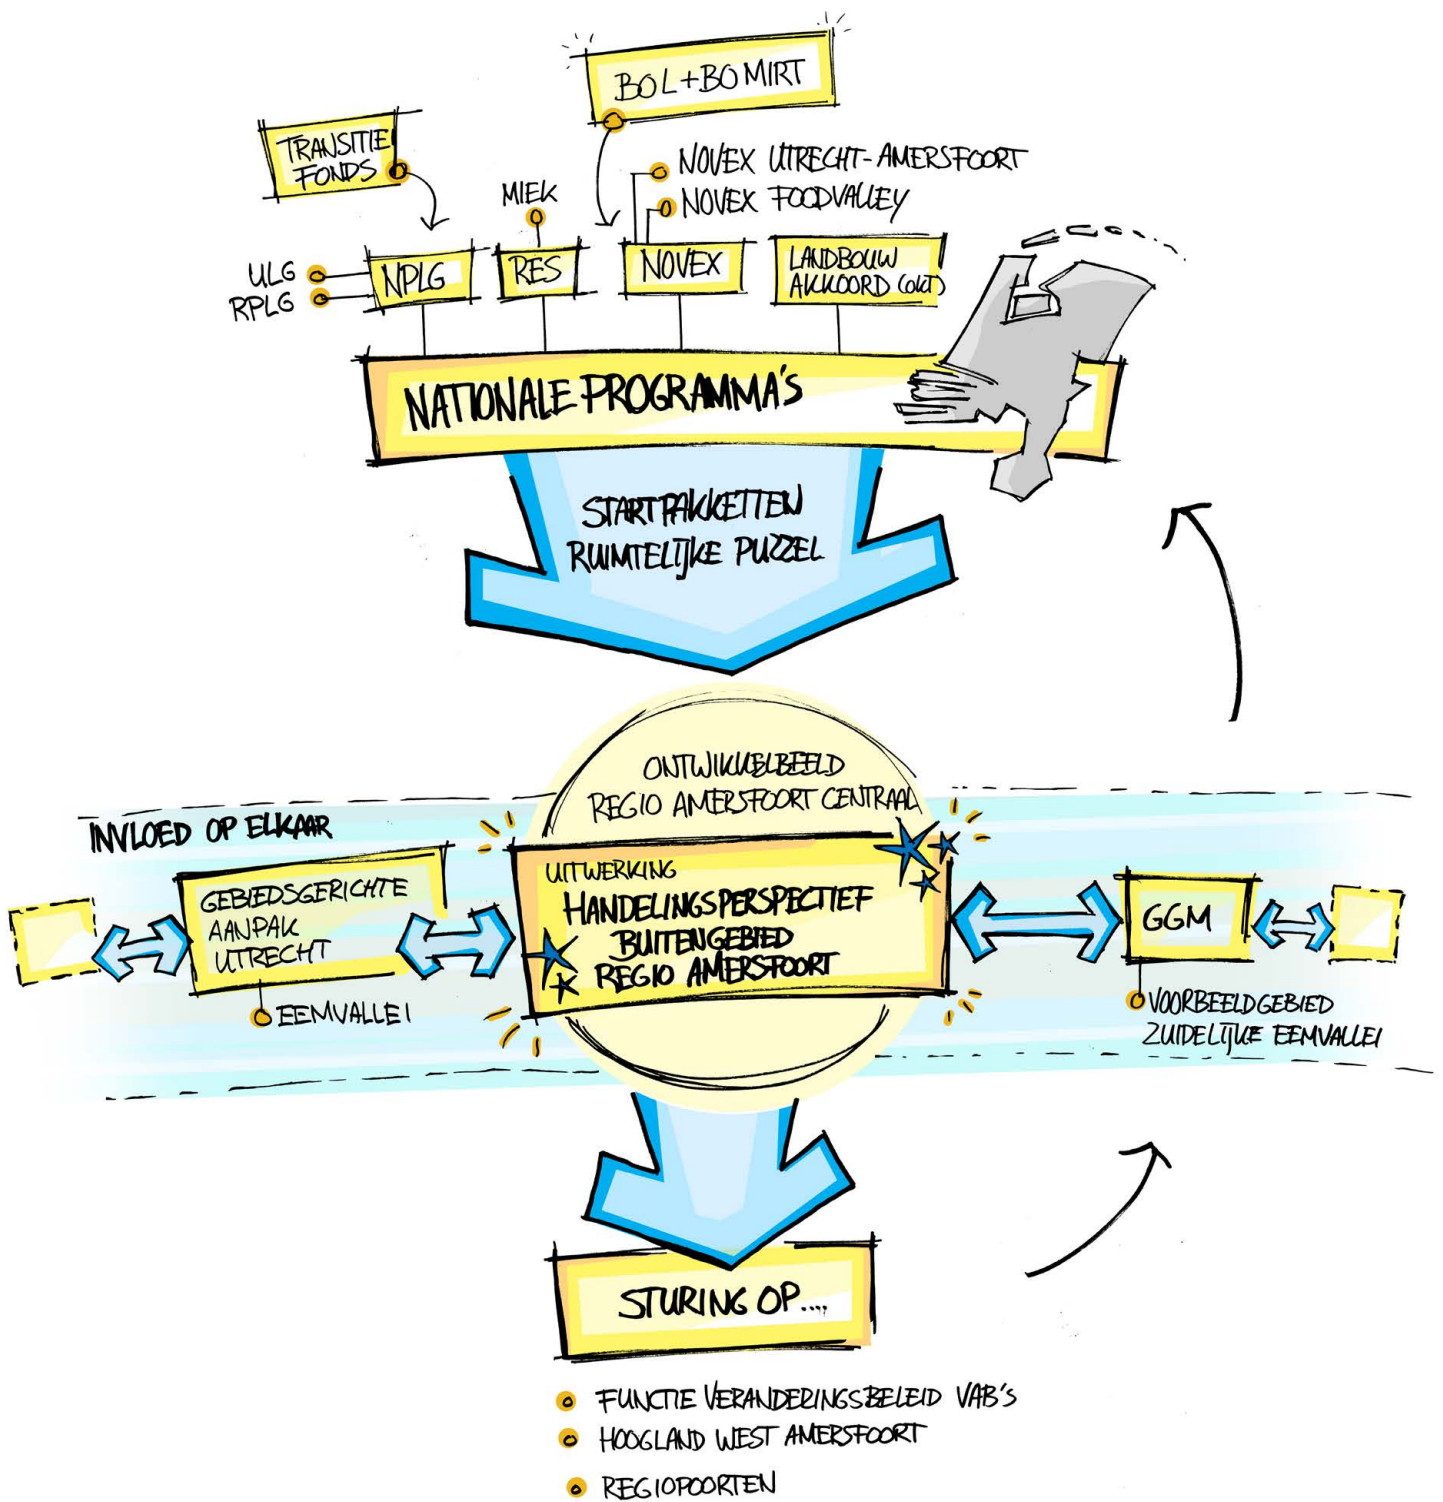 BOL+BO MIRT
TRANSITIE
FONDS
NOVEX UTRECHT-AMERSFOORT
MIEK
NOVEX FOODVALLEY
ULG
RPLG
NPLG
RES
NOVEX
LANDBOUW
AKKOORD (OKT)
NATIONALE PROGRAMMA'S
STARTPAKKETTEN
RUIMTELIJKE PUZZEL
ONTWIKKELBEELD
REGIO AMERSFOORT CENTRAAL
INVLOED OP ELKAAR
GEBIEDSGERICHTE
AANPAK
UTRECHT
EEMVALLEI
UITWERKING
HANDELINGSPERSPECTIEF
BUITENGEBIED
REGIO AMERSFOORT
GGM
VOORBEELDGEBIED
ZUIDELIJKE EEMVALLEI
STURING OP....
FUNCTIE VERANDERINGSBELEID VAB'S
HOOGLAND WEST AMERSFOORT
REGIOPOORTEN